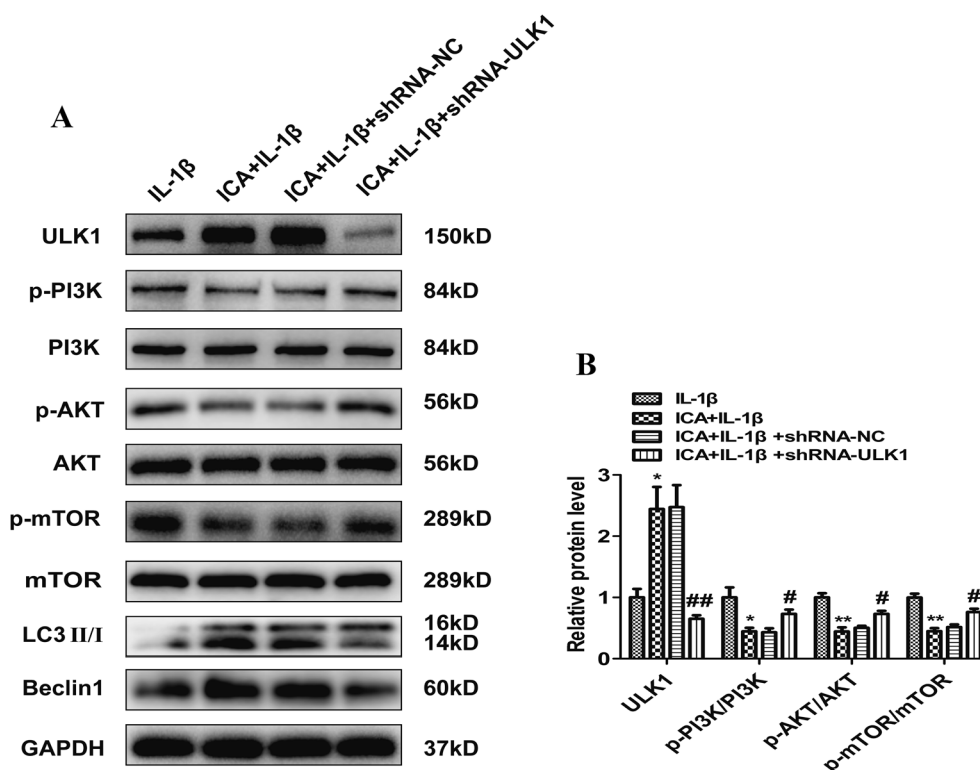 A
IL-1β
ICA+IL-1β
ICA+IL-1β+shRNA-NC
ICA+IL-1β+shRNA-ULK1
ULK1 150kD
p-PI3K 84kD
PI3K 84kD
p-AKT 56kD
AKT 56kD
p-mTOR 289kD
mTOR 289kD
LC3 II/I 16kD
14kD
Beclin1 60kD
GAPDH 37kD
B
IL-1β
ICA+IL-1β
ICA+IL-1β +shRNA-NC
ICA+IL-1β +shRNA-ULK1
Relative protein level
3
2
1
0
*
##
*
#
**
#
**
#
ULK1
p-PI3K/PI3K
p-AKT/AKT
p-mTOR/mTOR